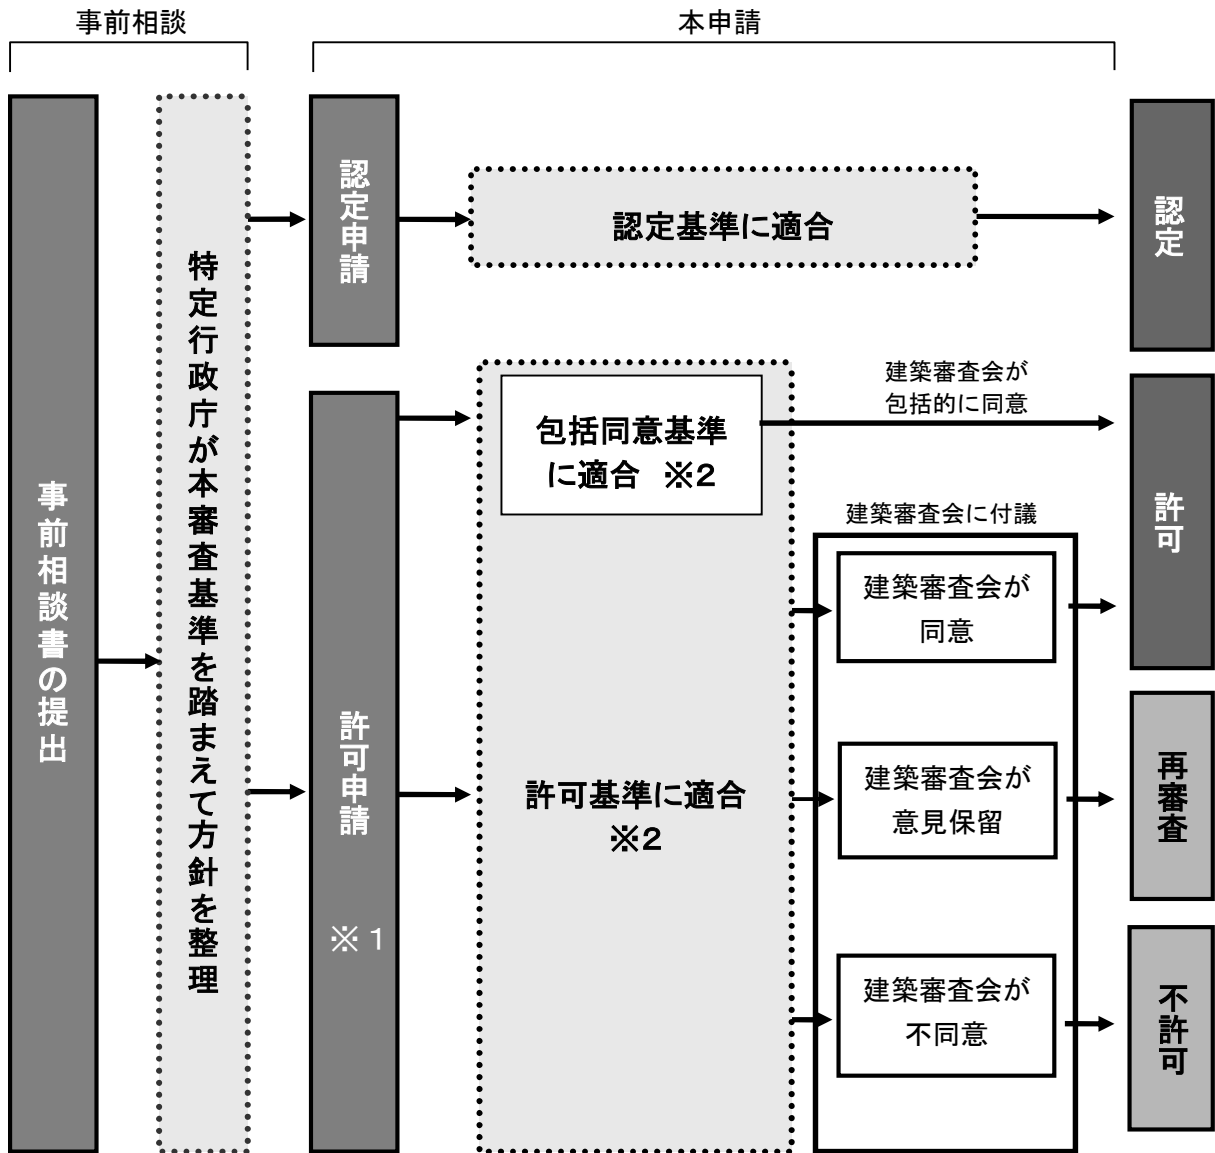 事前相談
本申請
事前相談書の提出
特定行政庁が本審査基準を踏まえて方針を整理
認定申請
認定基準に適合
認定
許可申請
※１
包括同意基準
に適合 ※２
建築審査会が
包括的に同意
許可
許可基準に適合
※２
建築審査会に付議
建築審査会が
同意
建築審査会が
意見保留
再審査
建築審査会が
不同意
不許可